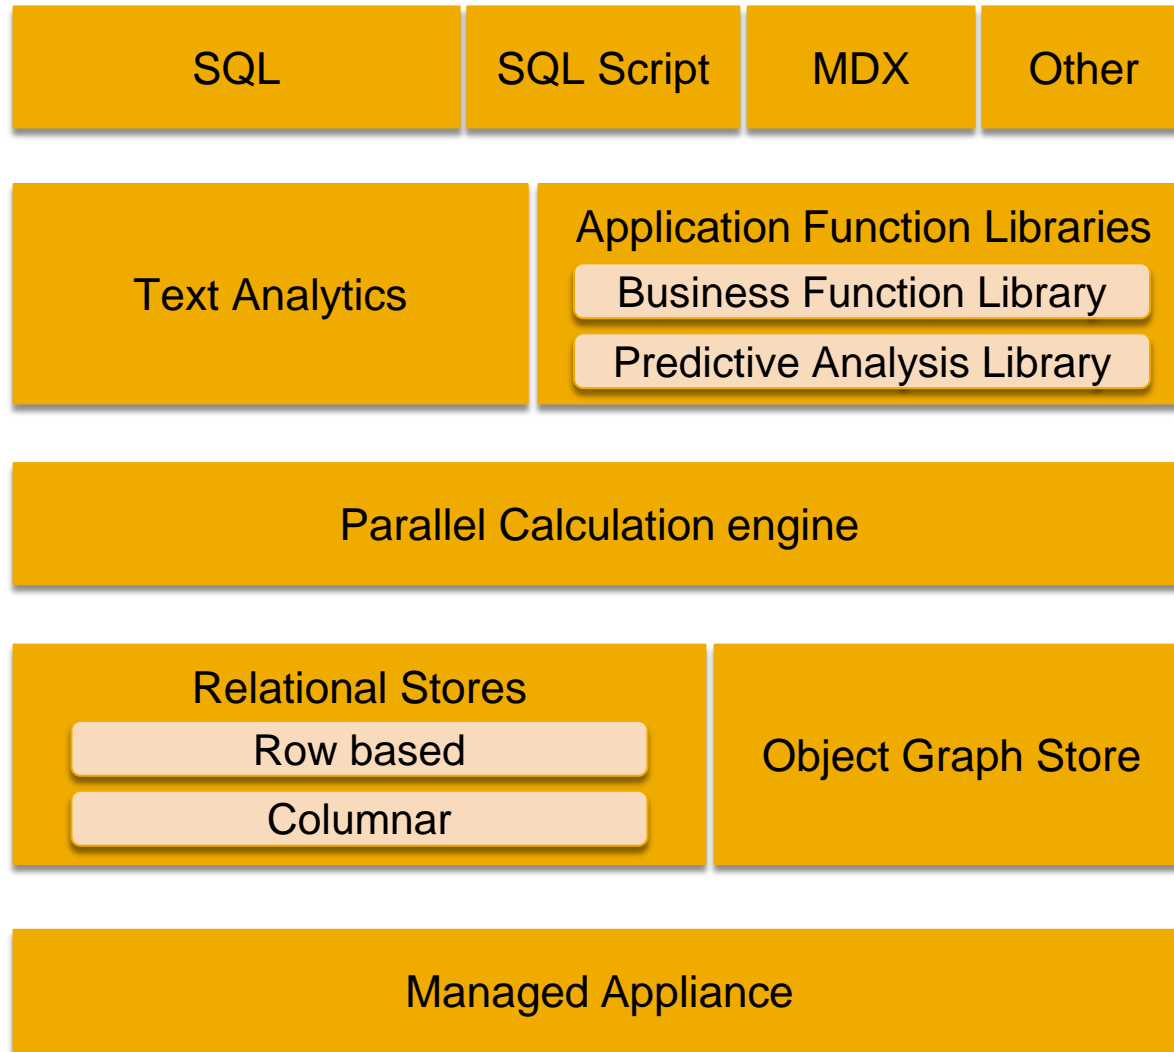 SQL
SQL Script
MDX
Other
Text Analytics
Application Function Libraries
Business Function Library
Predictive Analysis Library
Parallel Calculation engine
Relational Stores
Row based
Columnar
Object Graph Store
Managed Appliance